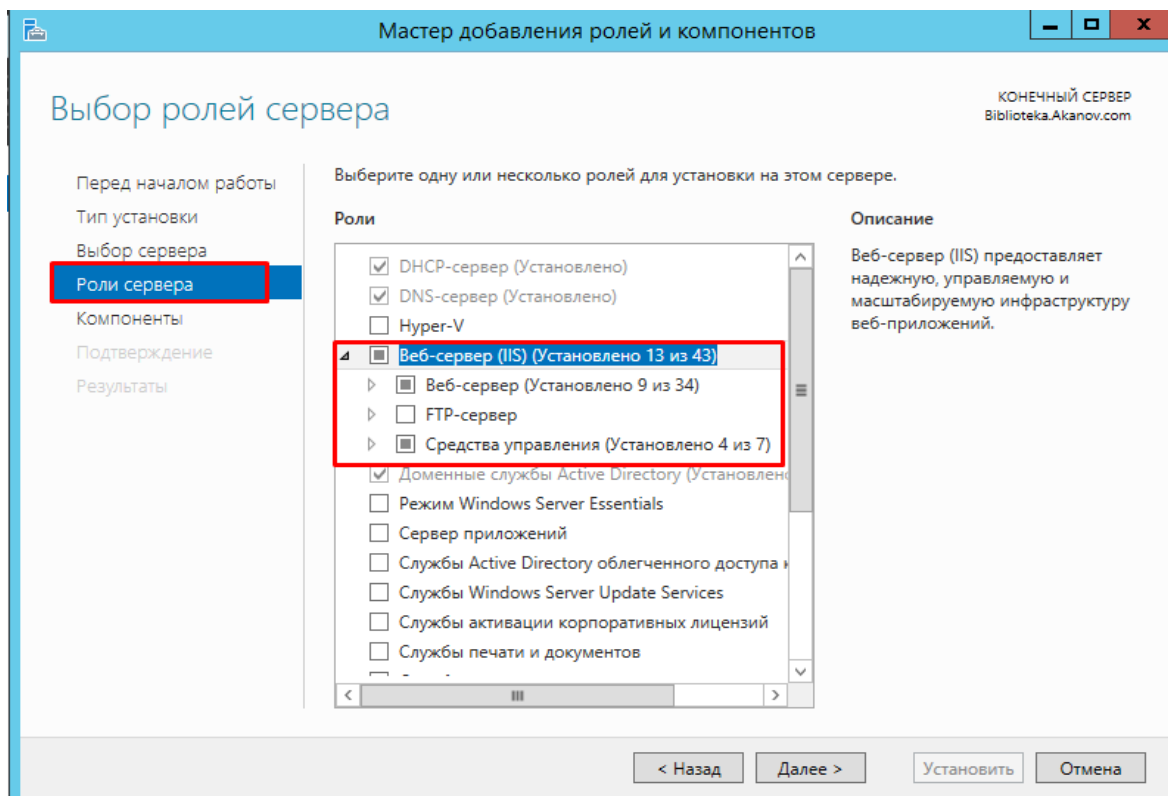 Мастер добавления ролей и компонентов
Выбор ролей сервера
КОНЕЧНЫЙ СЕРВЕР
Biblioteka.Akanov.com
Перед началом работы
Тип установки
Выбор сервера
Роли сервера
Компоненты
Подтверждение
Результаты
Выберите одну или несколько ролей для установки на этом сервере.
Роли
DHCP-сервер (Установлено)
DNS-сервер (Установлено)
Hyper-V
Веб-сервер (IIS) (Установлено 13 из 43)
Веб-сервер (Установлено 9 из 34)
FTP-сервер
Средства управления (Установлено 4 из 7)
Доменные службы Active Directory (Установлено
Режим Windows Server Essentials
Сервер приложений
Службы Active Directory облегченного доступа к
Службы Windows Server Update Services
Службы активации корпоративных лицензий
Службы печати и документов
Описание
Веб-сервер (IIS) предоставляет
надежную, управляемую и
масштабируемую инфраструктуру
веб-приложений.
< Назад
Далее >
Установить
Отмена